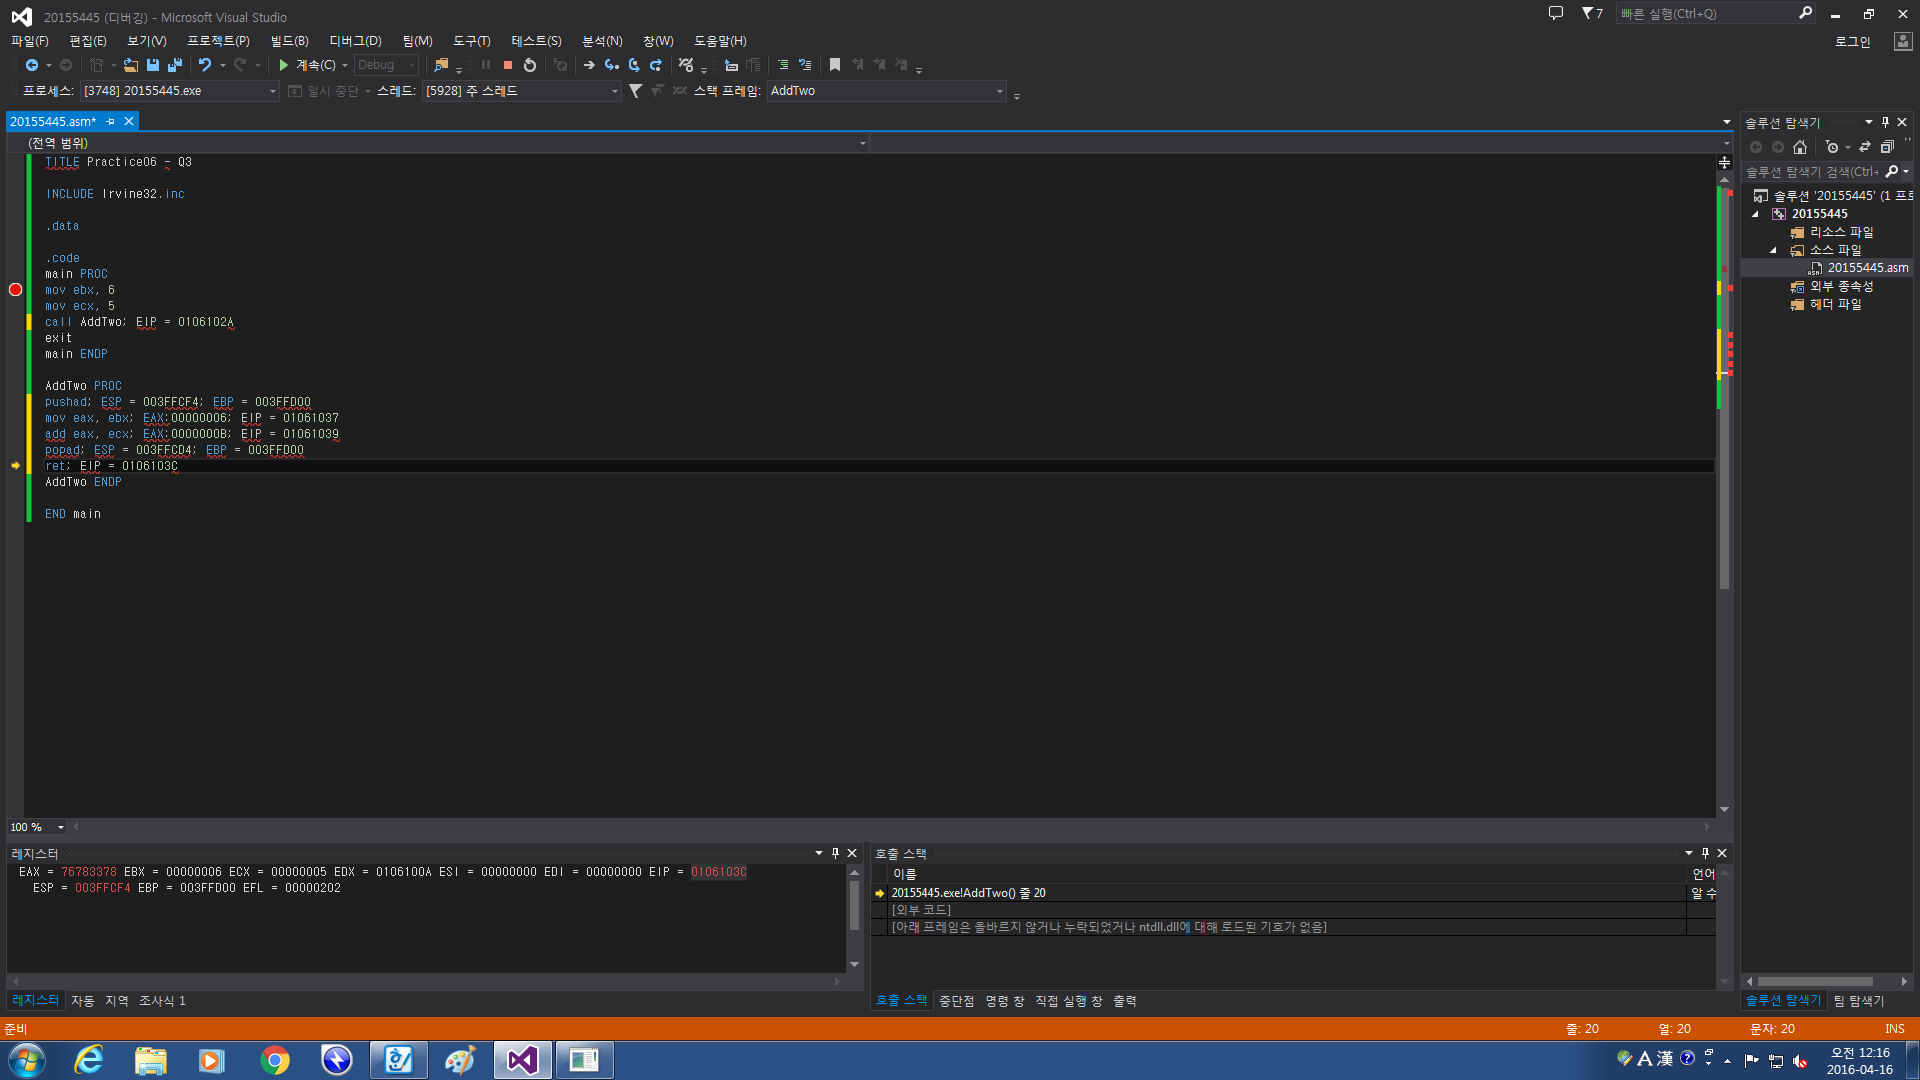 20155445 (디버깅) - Microsoft Visual Studio
7
빠른 실행(Ctrl+Q)
파일(F) 편집(E) 보기(V) 프로젝트(P) 빌드(B) 디버그(D) 팀(M) 도구(T) 테스트(S) 분석(N) 창(W) 도움말(H)
로그인
계속(C) Debug
프로세스: [3748] 20155445.exe 일시 중단 스레드: [5928] 주 스레드 스택 프레임: AddTwo
20155445.asm*
(전역 범위)
TITLE Practice06 - Q3
INCLUDE Irvine32.inc
.data
.code
main PROC
mov ebx, 6
mov ecx, 5
call AddTwo; EIP = 0106102A
exit
main ENDP
AddTwo PROC
pushad; ESP = 003FFCF4; EBP = 003FFD00
mov eax, ebx; EAX:00000006; EIP = 01061037
add eax, ecx; EAX:0000000B; EIP = 01061039
popad; ESP = 003FFCD4; EBP = 003FFD00
ret; EIP = 0106103C
AddTwo ENDP
END main
100 %
솔루션 탐색기
솔루션 탐색기 검색(Ctrl+
솔루션 '20155445' (1 프로
20155445
리소스 파일
소스 파일
20155445.asm
외부 종속성
헤더 파일
솔루션 탐색기 팀 탐색기
레지스터
EAX = 76783378 EBX = 00000006 ECX = 00000005 EDX = 0106100A ESI = 00000000 EDI = 00000000 EIP = 0106103C
ESP = 003FFCF4 EBP = 003FFD00 EFL = 00000202
레지스터 자동 지역 조사식 1
호출 스택
이름 언어
20155445.exe!AddTwo() 줄 20 알 수
[외부 코드]
[아래 프레임은 올바르지 않거나 누락되었거나 ntdll.dll에 대해 로드된 기호가 없음]
호출 스택 중단점 명령 창 직접 실행 창 출력
준비 줄: 20 열: 20 문자: 20 INS
A 漢 오전 12:16
2016-04-16